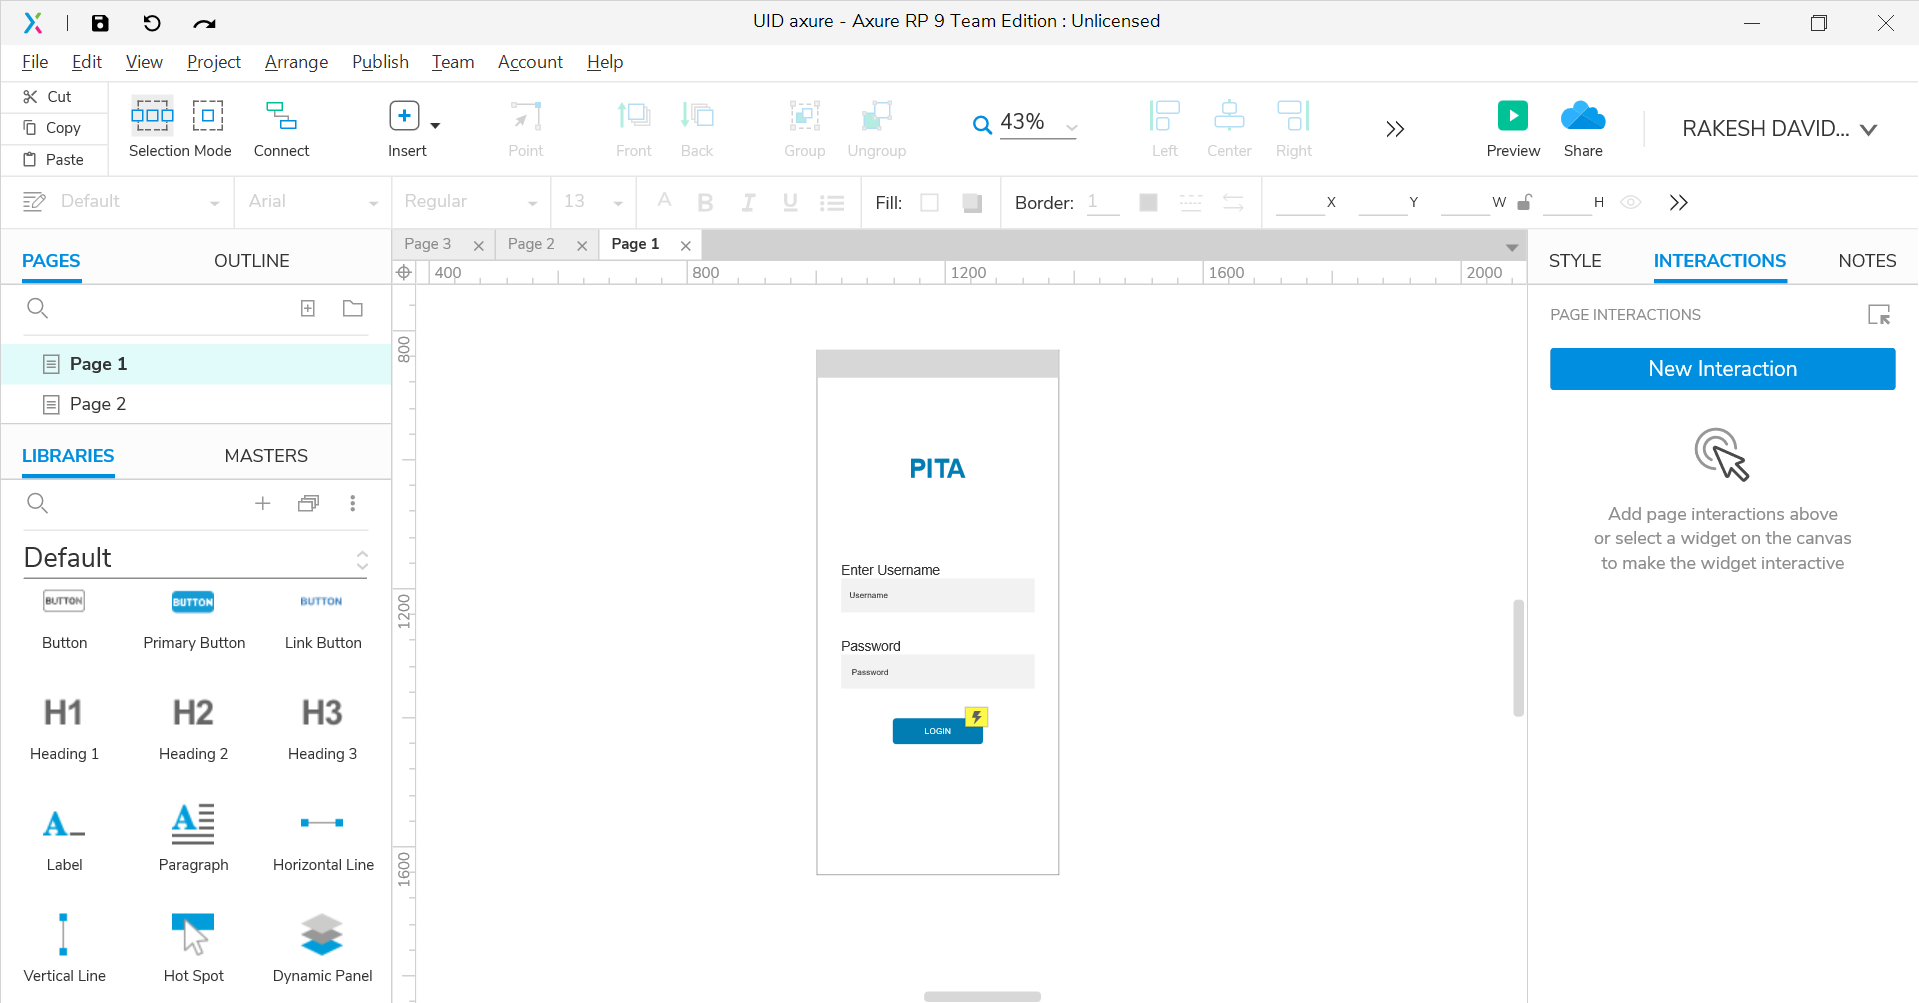 UID axure - Axure RP 9 Team Edition : Unlicensed
File Edit View Project Arrange Publish Team Account Help
Cut
Copy
Paste
Selection Mode Connect Insert Point Front Back 43% Group Ungroup Left Center Right Preview Share RAKESH DAVID...
Default Arial Regular 13 A B I U Fill: Border: 1 X Y W H
PAGES OUTLINE
Page 3 Page 2 Page 1
400 800 1200 1600 2000
STYLE INTERACTIONS NOTES
PAGE INTERACTIONS
New Interaction
Add page interactions above
or select a widget on the canvas
to make the widget interactive
Page 1
Page 2
LIBRARIES MASTERS
Default
BUTTON BUTTON BUTTON
Button Primary Button Link Button
H1 H2 H3
Heading 1 Heading 2 Heading 3
A A
Label Paragraph Horizontal Line
Vertical Line Hot Spot Dynamic Panel
800
1200
1600
PITA
Enter Username
Username
Password
Password
LOGIN